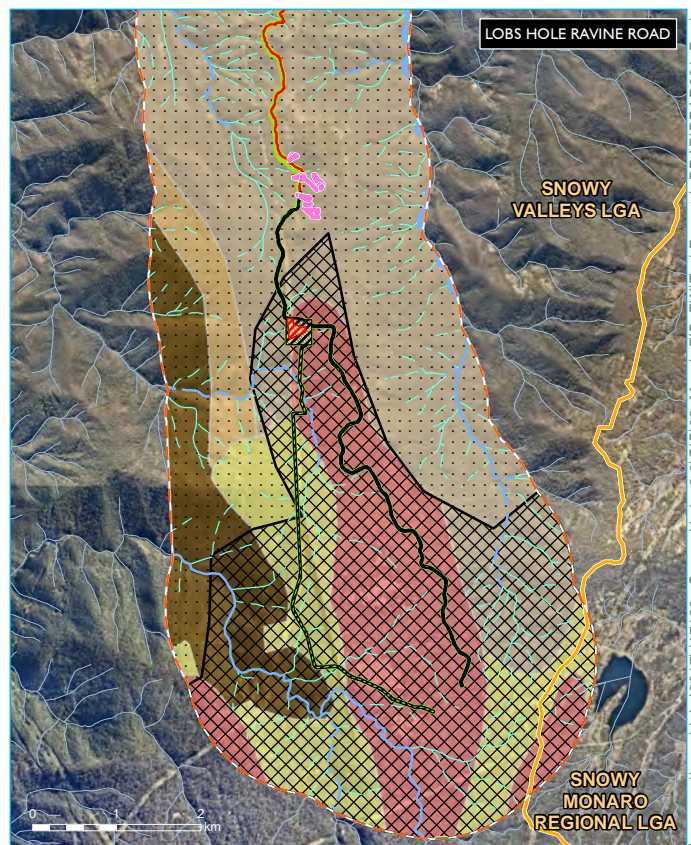 LOBS HOLE RAVINE ROAD
SNOWY
VALLEYS LGA
SNOWY
MONARO
REGIONAL LGA
0 1 2
km